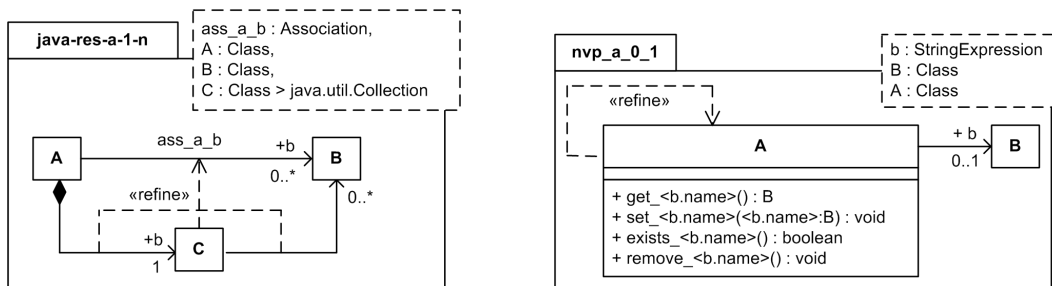 java-res-a-1-n
ass_a_b : Association,
A : Class,
B : Class,
C : Class > java.util.Collection
A
ass_a_b
+b
0..*
B
«refine»
0..*
+b
1
C
nvp_a_0_1
b : StringExpression
B : Class
A : Class
«refine»
A
+ b
0..1
B
+ get_<b.name>() : B
+ set_<b.name>(<b.name>:B) : void
+ exists_<b.name>() : boolean
+ remove_<b.name>() : void